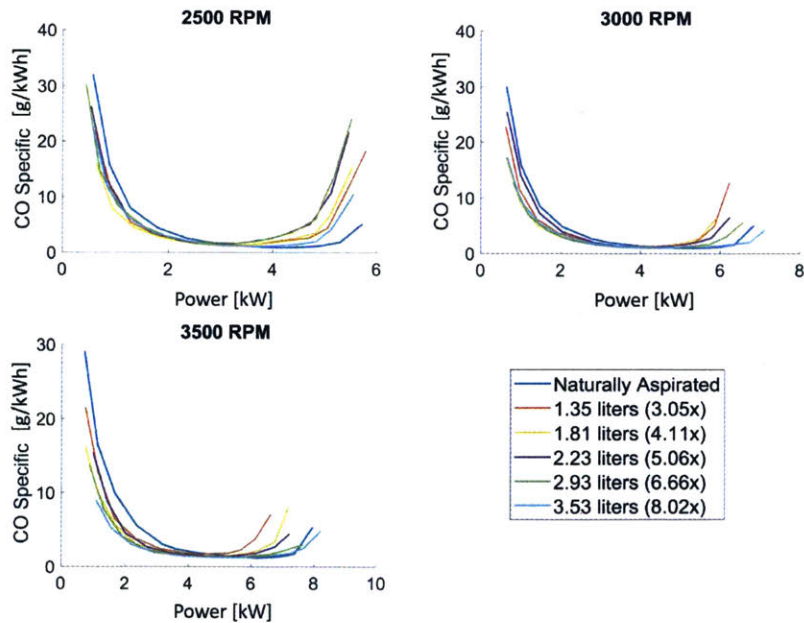 2500 RPM
CO Specific [g/kWh]
40
30
20
10
0
0 2 4 6
Power [kW]
3000 RPM
CO Specific [g/kWh]
40
30
20
10
0
0 2 4 6 8
Power [kW]
3500 RPM
CO Specific [g/kWh]
30
20
10
0
0 2 4 6 8 10
Power [kW]
Naturally Aspirated
1.35 liters (3.05x)
1.81 liters (4.11x)
2.23 liters (5.06x)
2.93 liters (6.66x)
3.53 liters (8.02x)